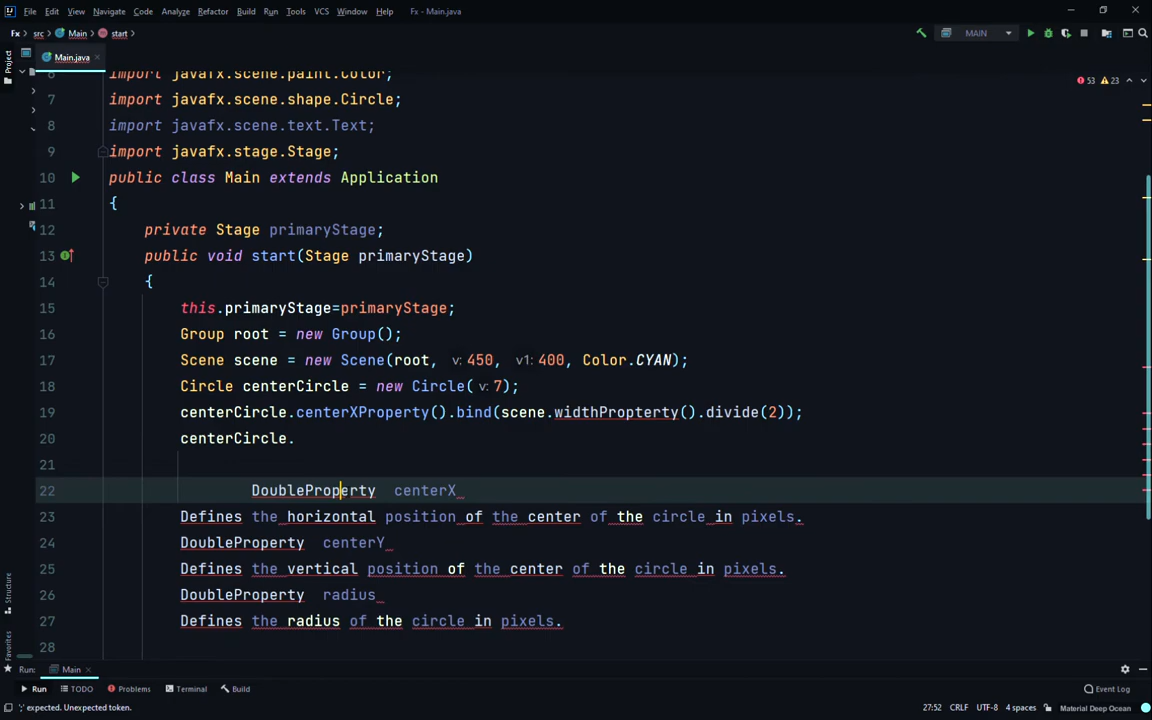 File Edit View Navigate Code Analyze Refactor Build Run Tools VCS Window Help Fx - Main.java
Fx > src > Main > start > MAIN
Project
Main.java
6 import javafx.scene.paint.Color;
53 23
7 import javafx.scene.shape.Circle;
8 import javafx.scene.text.Text;
9 import javafx.stage.Stage;
10 public class Main extends Application
11 {
12 private Stage primaryStage;
13 public void start(Stage primaryStage)
14 {
15 this.primaryStage=primaryStage;
16 Group root = new Group();
17 Scene scene = new Scene(root, v: 450, v1: 400, Color.CYAN);
18 Circle centerCircle = new Circle( v: 7);
19 centerCircle.centerXProperty().bind(scene.widthPropterty().divide(2));
20 centerCircle.
21
22 DoubleProperty centerX
23 Defines the horizontal position of the center of the circle in pixels.
24 DoubleProperty centerY
25 Defines the vertical position of the center of the circle in pixels.
26 DoubleProperty radius
27 Defines the radius of the circle in pixels.
28
Structure
Favorites
Run: Main
Run TODO Problems Terminal Build Event Log
';' expected. Unexpected token. 27:52 CRLF UTF-8 4 spaces Material Deep Ocean